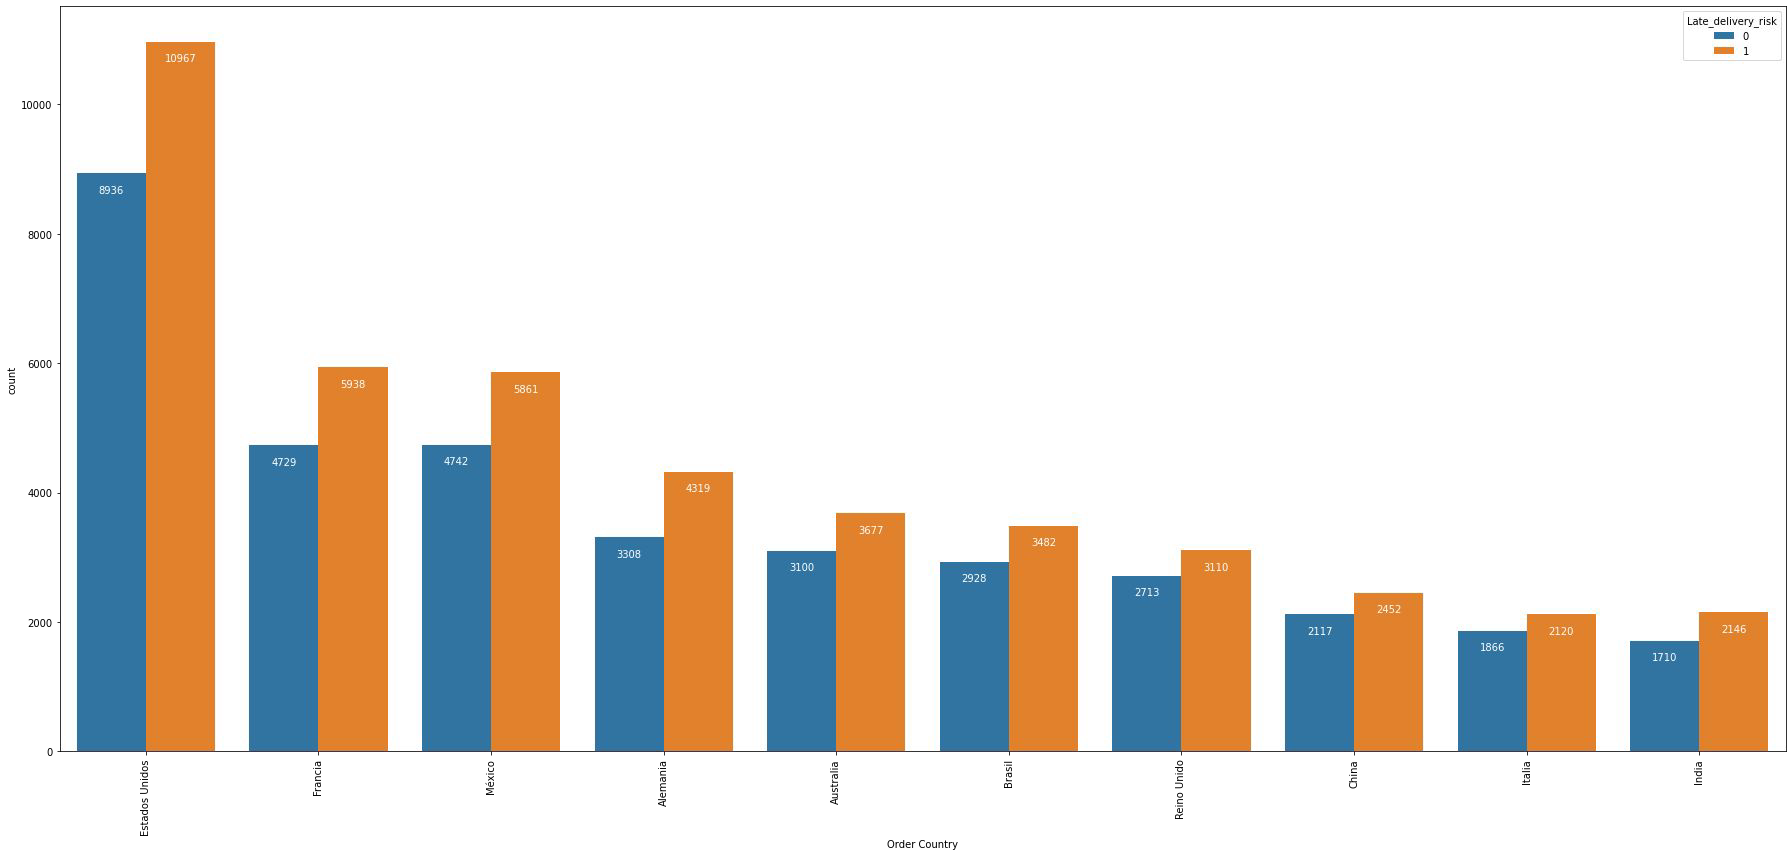 Late_delivery_risk
0
1
count
10000
8000
6000
4000
2000
0
8936
10967
4729
5938
4742
5861
3308
4319
3100
3677
2928
3482
2713
3110
2117
2452
1866
2120
1710
2146
Estados Unidos
Francia
México
Alemania
Australia
Brasil
Reino Unido
China
Italia
India
Order Country